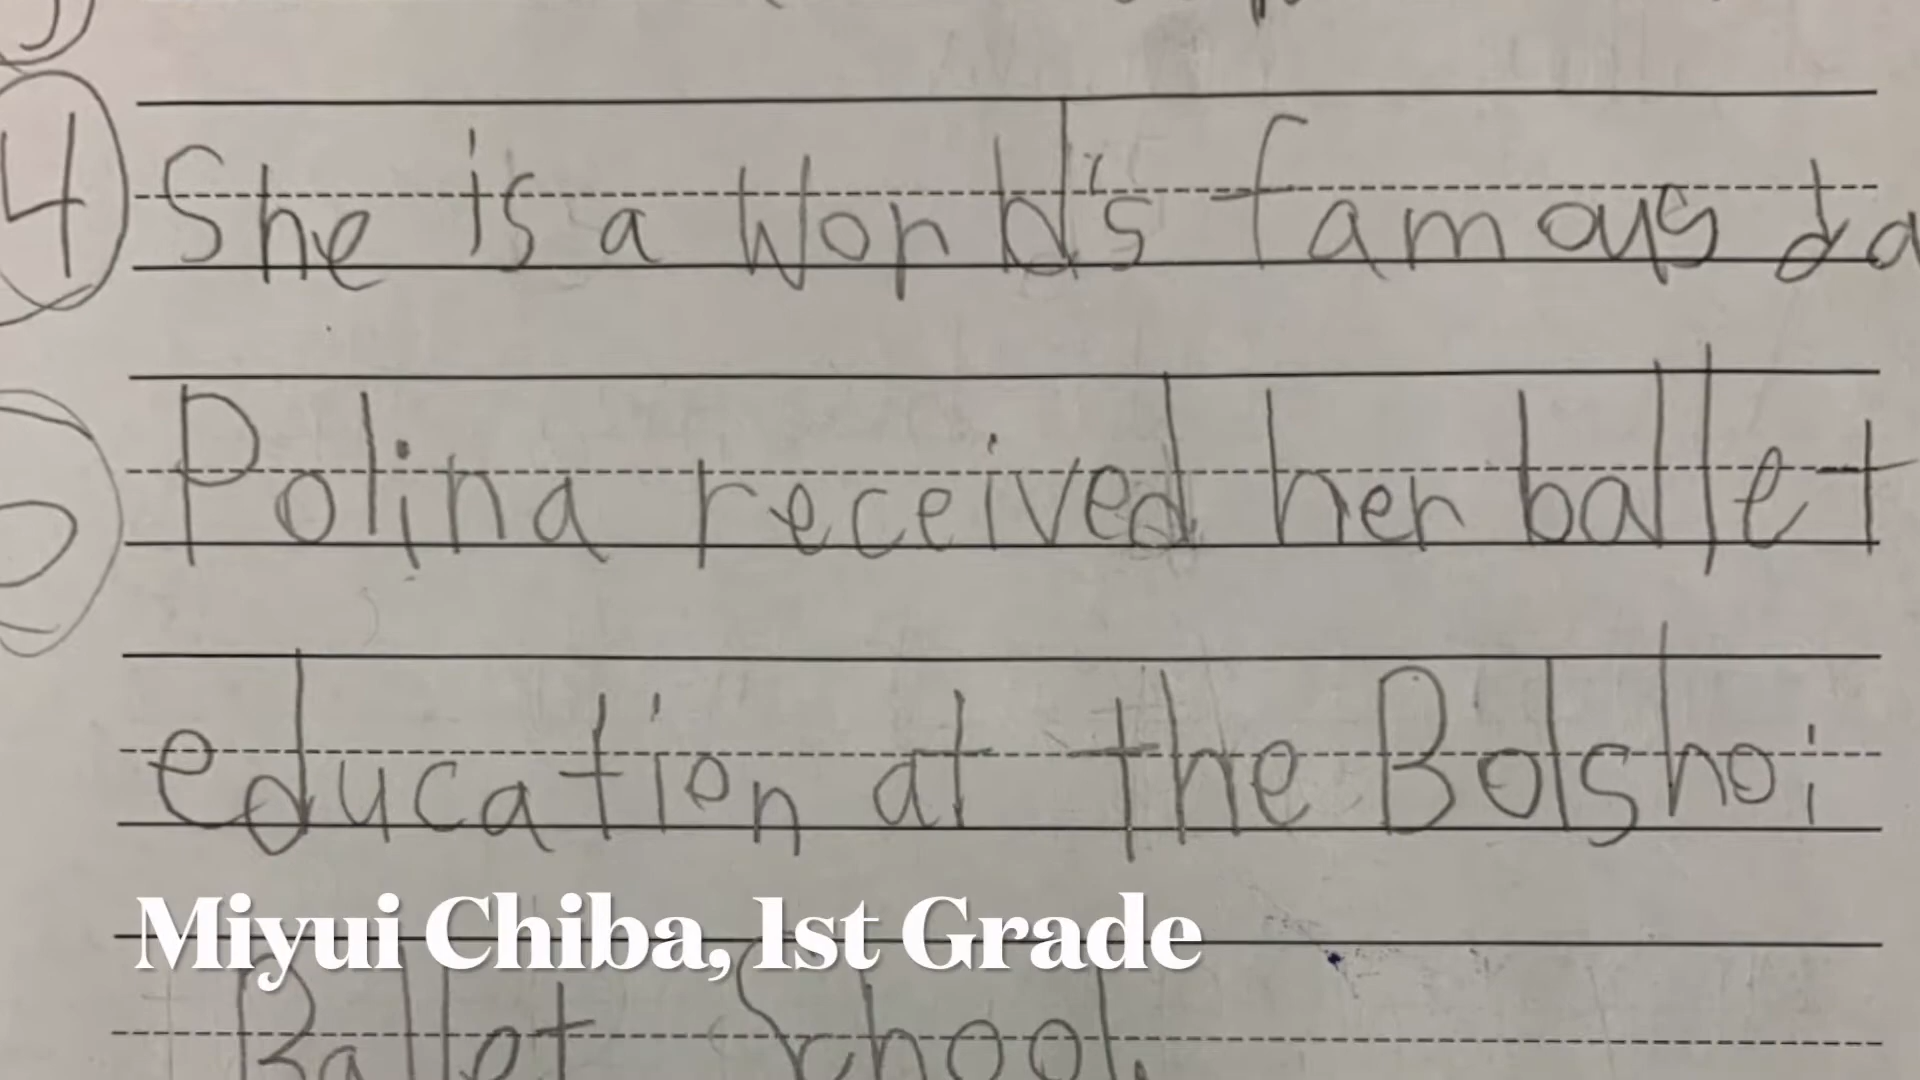 4 She is a World's famous da
Polina received her ballet
education at the Bolshoi
Miyui Chiba, 1st Grade
Ballet School.